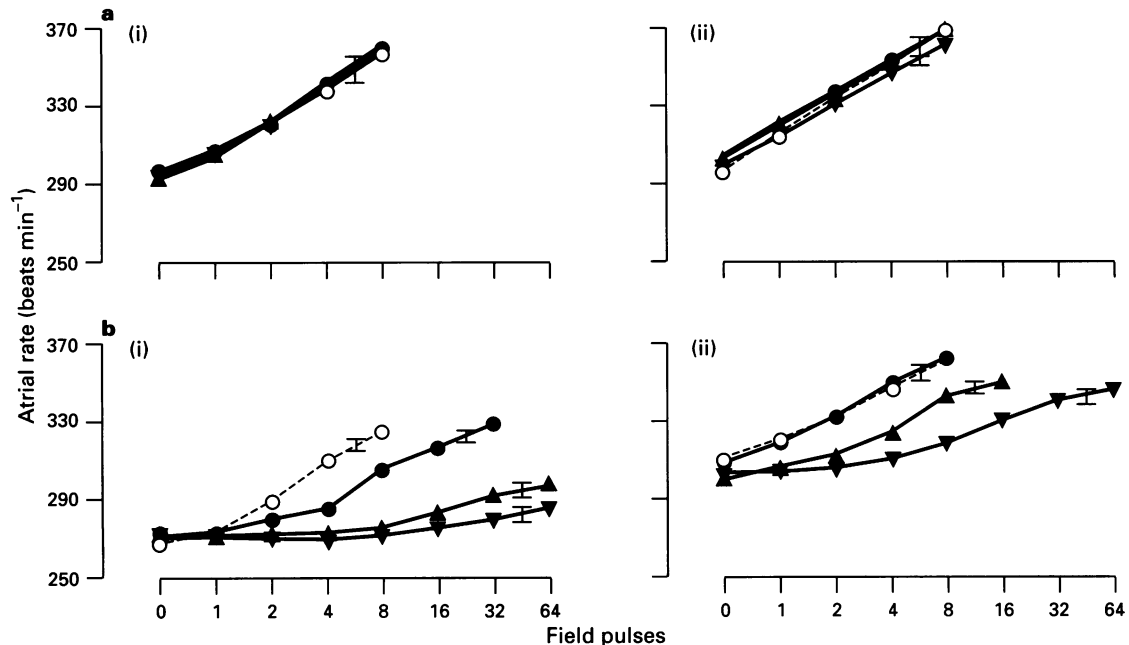 a
(i)
(ii)
370
330
290
250
b
(i)
(ii)
370
330
290
250
Atrial rate (beats min⁻¹)
0 1 2 4 8 16 32 64
0 1 2 4 8 16 32 64
Field pulses